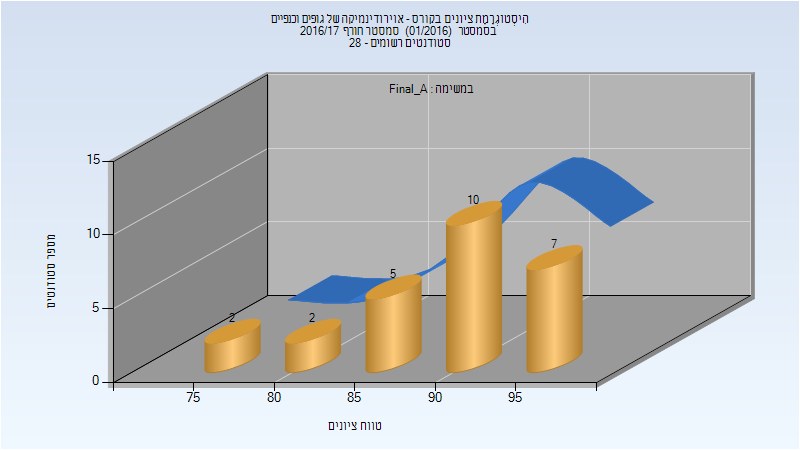 היסטוגרמת ציונים בקורס - אוירודינמיקה של גופים וכנפיים
בסמסטר (01/2016) סמסטר חורף 2016/17
סטודנטים רשומים - 28
במשימה : Final_A
15
10
5
0
מספר סטודנטים
2
2
5
10
7
75
80
85
90
95
טווח ציונים